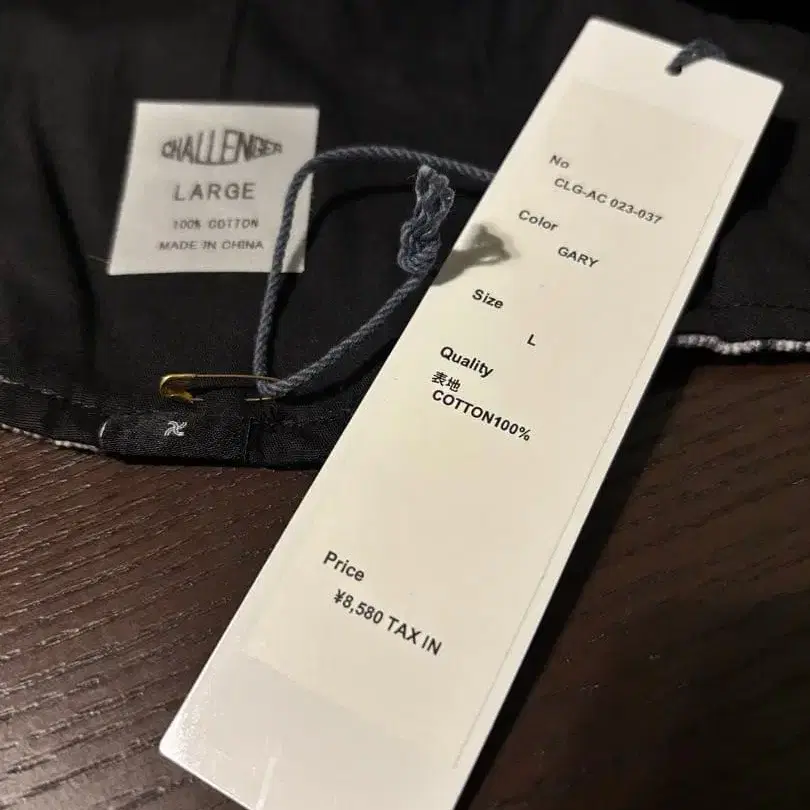 CHALLENGER
LARGE
100% COTTON
MADE IN CHINA
No
CLG-AC 023-037
Color
GARY
Size
L
Quality
表地
COTTON100%
Price
¥8,580 TAX IN